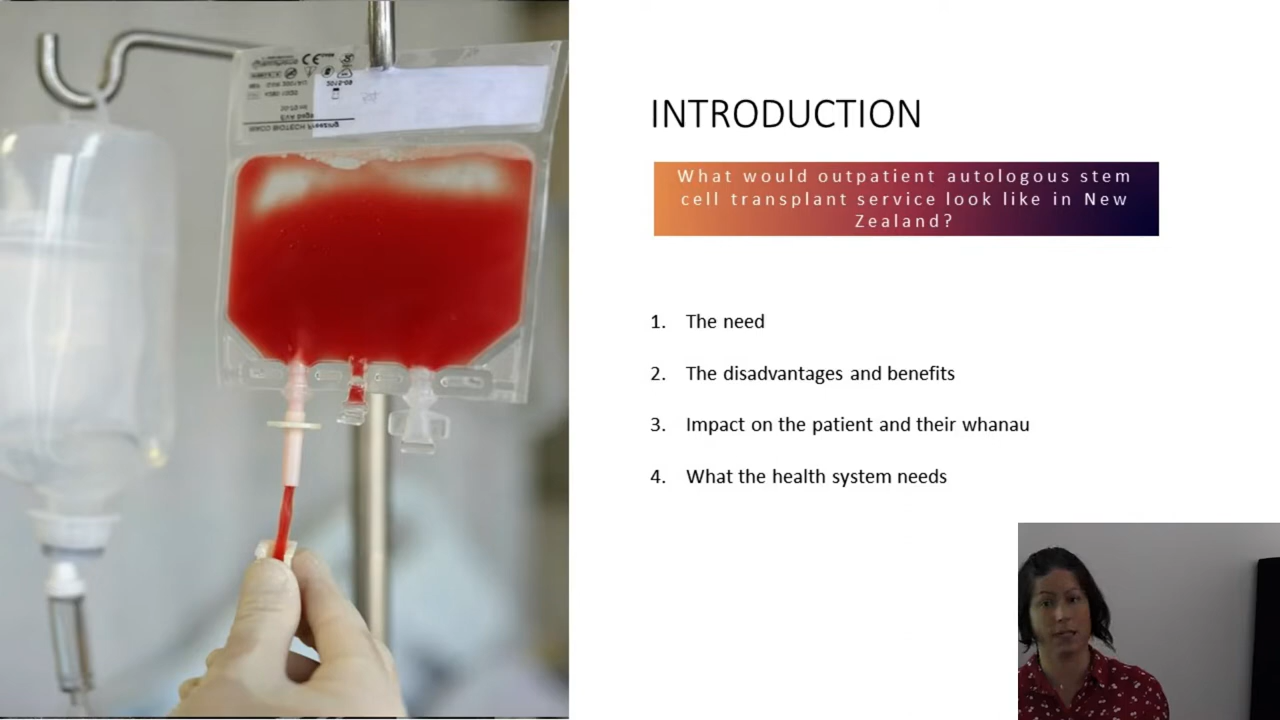 INTRODUCTION
What would outpatient autologous stem
cell transplant service look like in New
Zealand?
1. The need
2. The disadvantages and benefits
3. Impact on the patient and their whanau
4. What the health system needs